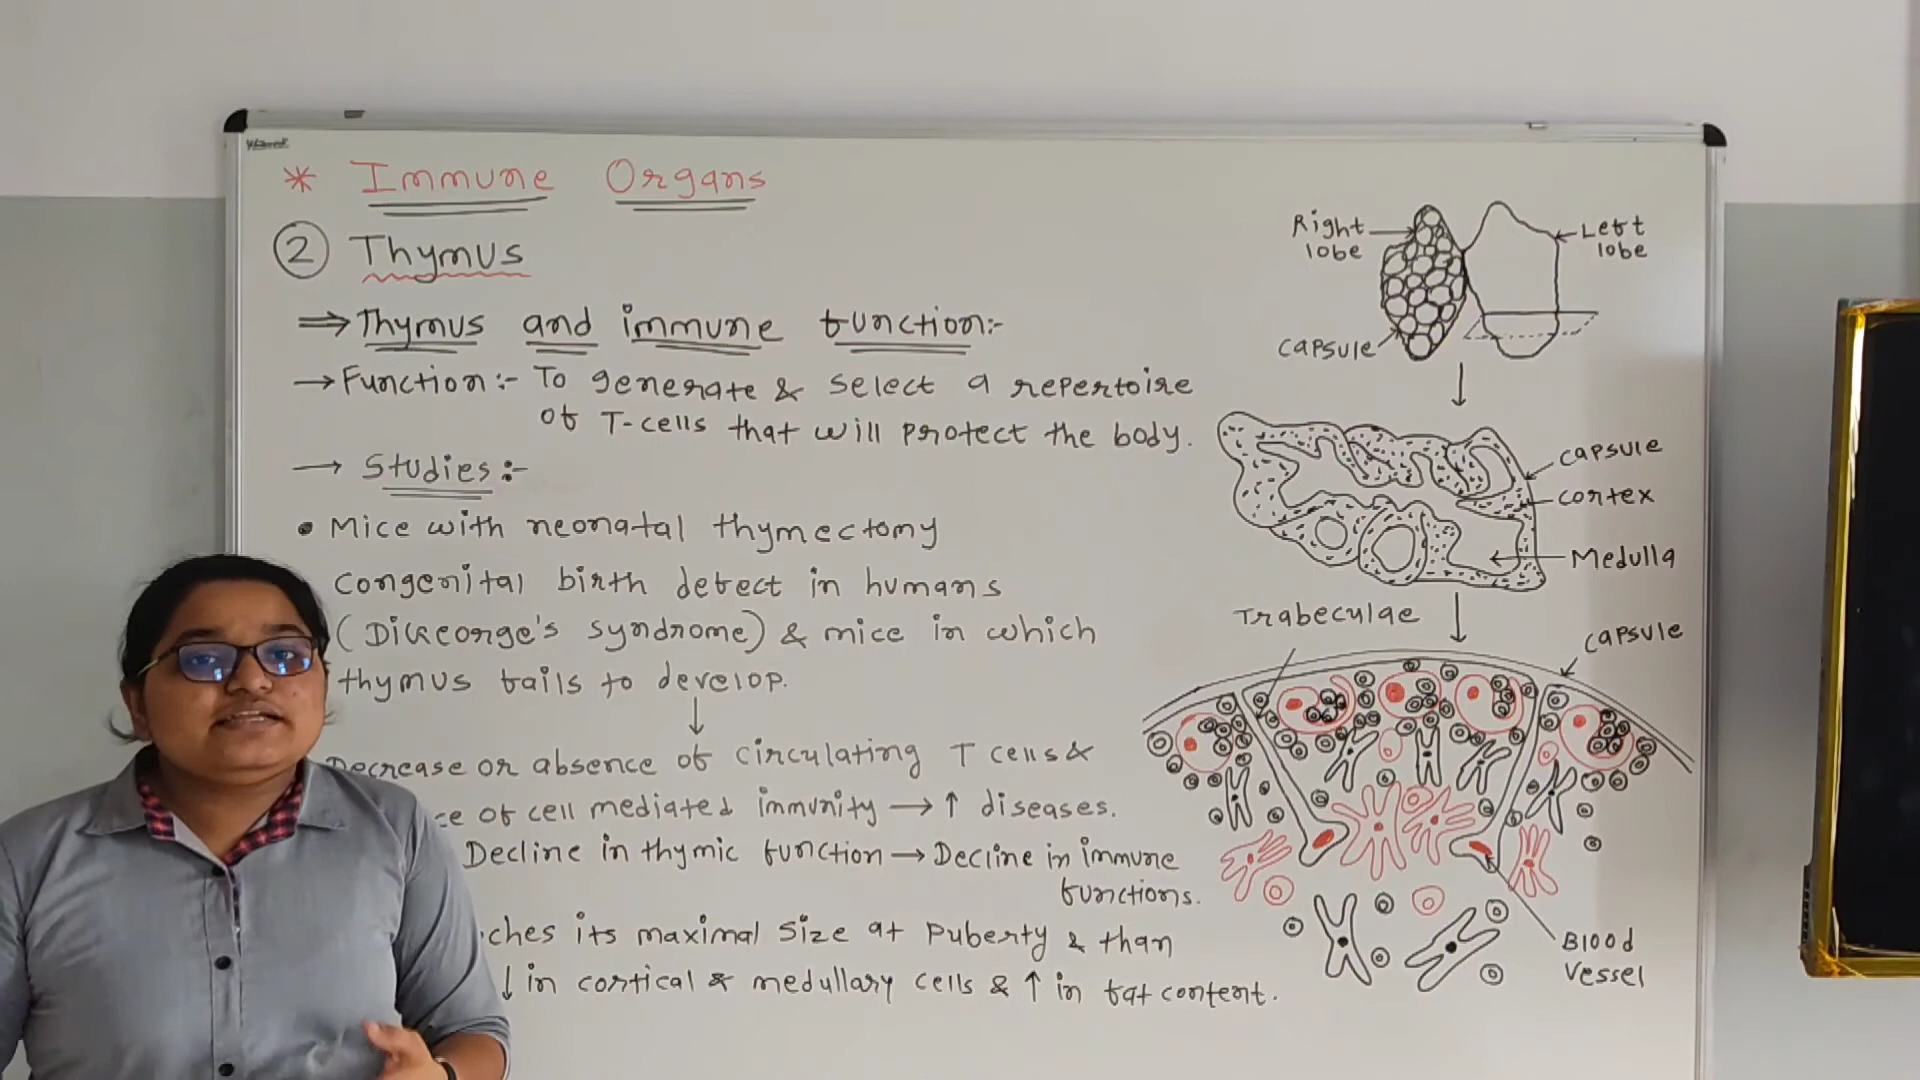 * Immune Organs
② Thymus
⇒ Thymus and immune function:-
→ Function:- To generate & select a repertoire
of T-cells that will protect the body.
→ Studies:-
• Mice with neonatal thymectomy
congenital birth defect in humans
(DiGeorge's syndrome) & mice in which
thymus fails to develop.
↓
Decrease or absence of circulating T cells &
ce of cell mediated immunity → ↑ diseases.
Decline in thymic function → Decline in immune
functions.
ches its maximal size at puberty & than
↓ in cortical & medullary cells & ↑ in fat content.
Right
lobe
Left
lobe
capsule
capsule
cortex
Medulla
Trabeculae
capsule
Blood
vessel